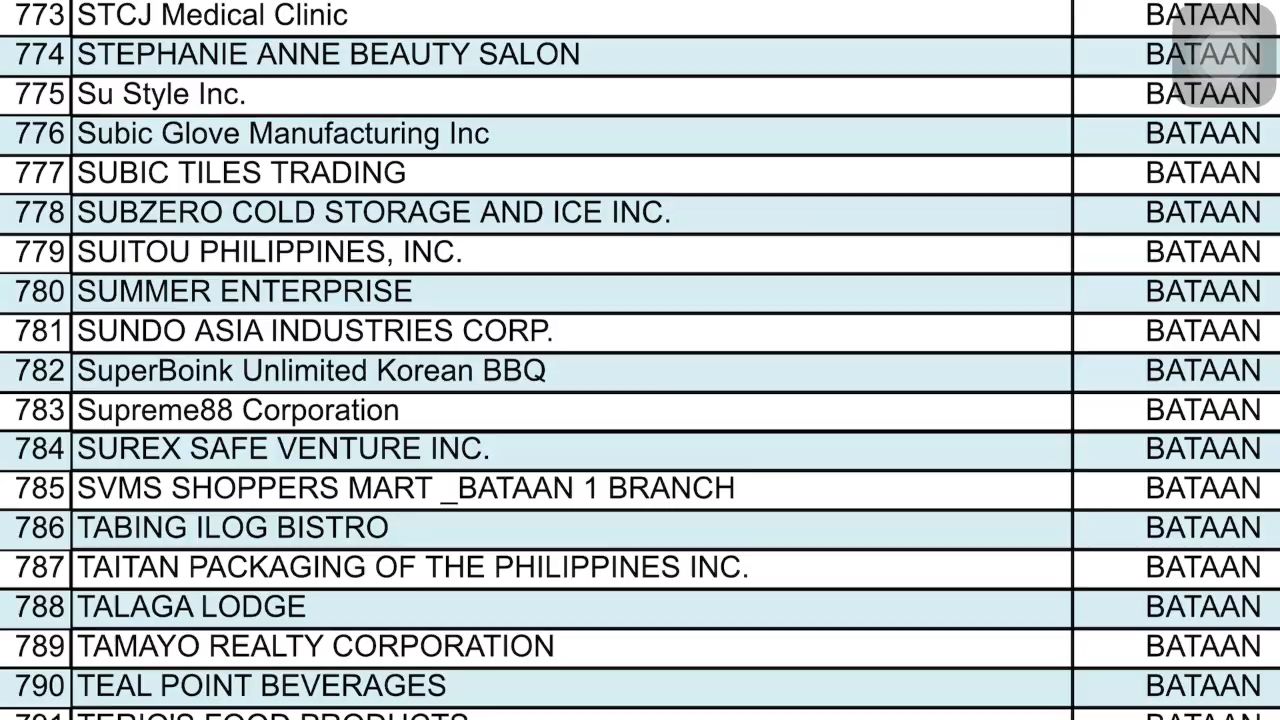 773 STCJ Medical Clinic BATAAN
774 STEPHANIE ANNE BEAUTY SALON BATAAN
775 Su Style Inc. BATAAN
776 Subic Glove Manufacturing Inc BATAAN
777 SUBIC TILES TRADING BATAAN
778 SUBZERO COLD STORAGE AND ICE INC. BATAAN
779 SUITOU PHILIPPINES, INC. BATAAN
780 SUMMER ENTERPRISE BATAAN
781 SUNDO ASIA INDUSTRIES CORP. BATAAN
782 SuperBoink Unlimited Korean BBQ BATAAN
783 Supreme88 Corporation BATAAN
784 SUREX SAFE VENTURE INC. BATAAN
785 SVMS SHOPPERS MART _BATAAN 1 BRANCH BATAAN
786 TABING ILOG BISTRO BATAAN
787 TAITAN PACKAGING OF THE PHILIPPINES INC. BATAAN
788 TALAGA LODGE BATAAN
789 TAMAYO REALTY CORPORATION BATAAN
790 TEAL POINT BEVERAGES BATAAN
791 FOOD PRODUCTS BATAAN